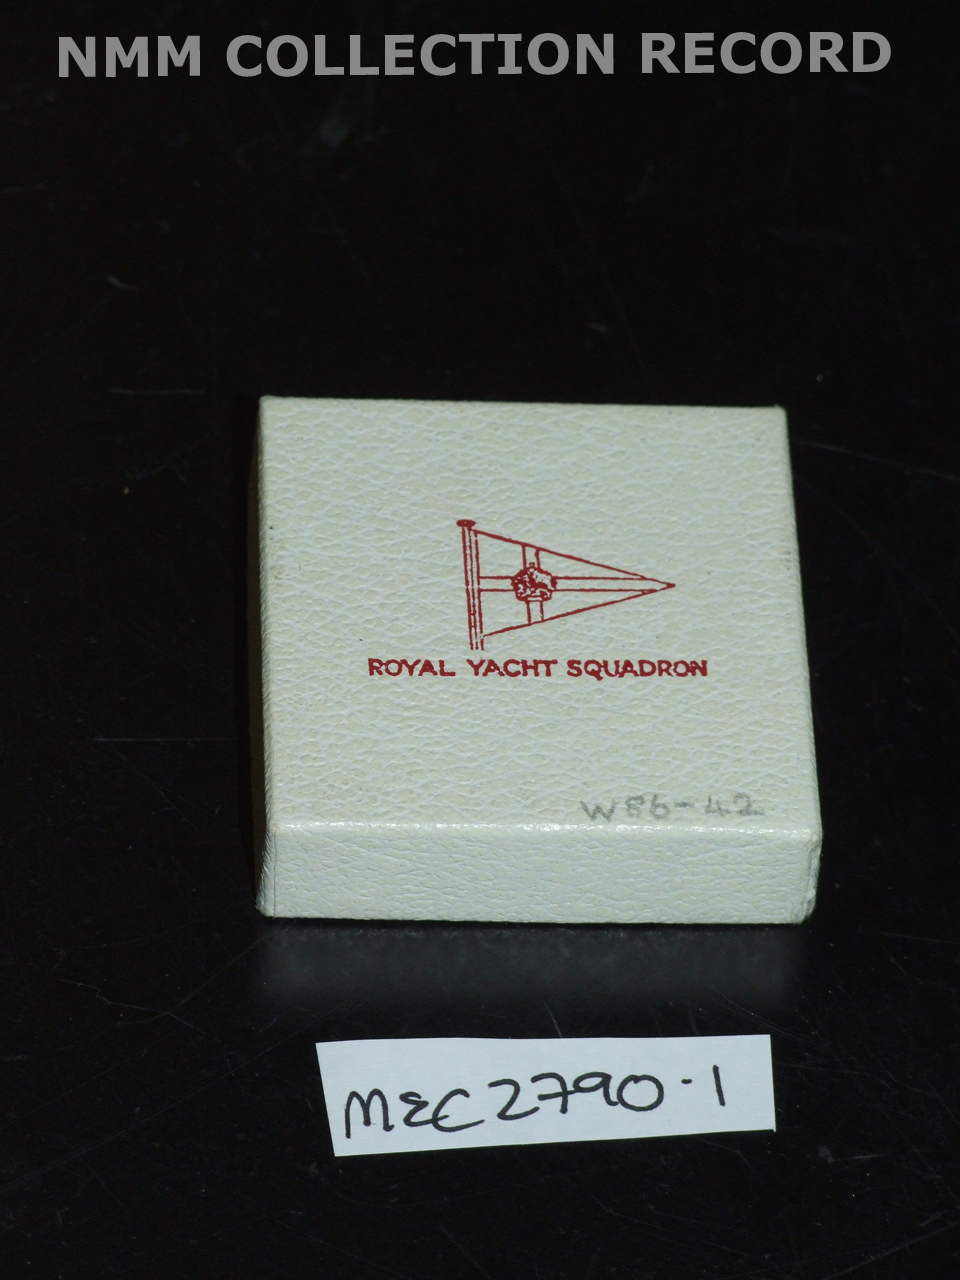 NMM COLLECTION RECORD
ROYAL YACHT SQUADRON
W86-42
MEC2790.1